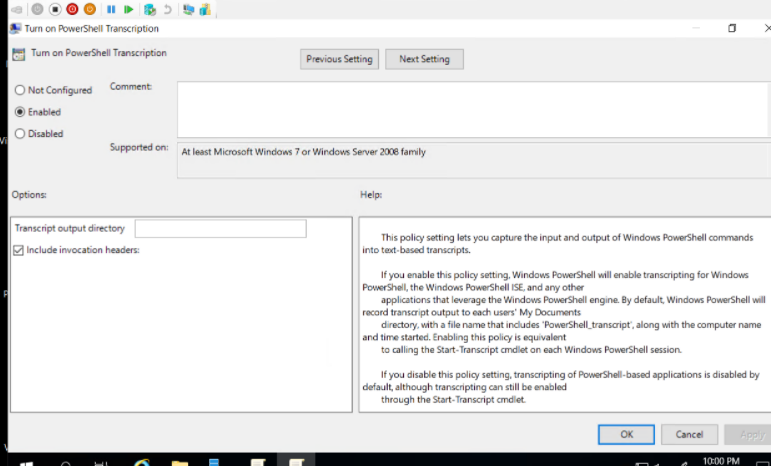 Turn on PowerShell Transcription
Turn on PowerShell Transcription
Previous Setting
Next Setting
Not Configured
Comment:
Enabled
Disabled
Supported on:
At least Microsoft Windows 7 or Windows Server 2008 family
Options:
Help:
Transcript output directory
Include invocation headers:
This policy setting lets you capture the input and output of Windows PowerShell commands
into text-based transcripts.
If you enable this policy setting, Windows PowerShell will enable transcribing for Windows
PowerShell, the Windows PowerShell ISE, and any other
applications that leverage the Windows PowerShell engine. By default, Windows PowerShell will
record transcript output to each users' My Documents
directory, with a file name that includes 'PowerShell_transcript', along with the computer name
and time started. Enabling this policy is equivalent
to calling the Start-Transcript cmdlet on each Windows PowerShell session.
If you disable this policy setting, transcribing of PowerShell-based applications is disabled by
default, although transcripting can still be enabled
through the Start-Transcript cmdlet.
OK
Cancel
Apply
10:00 PM